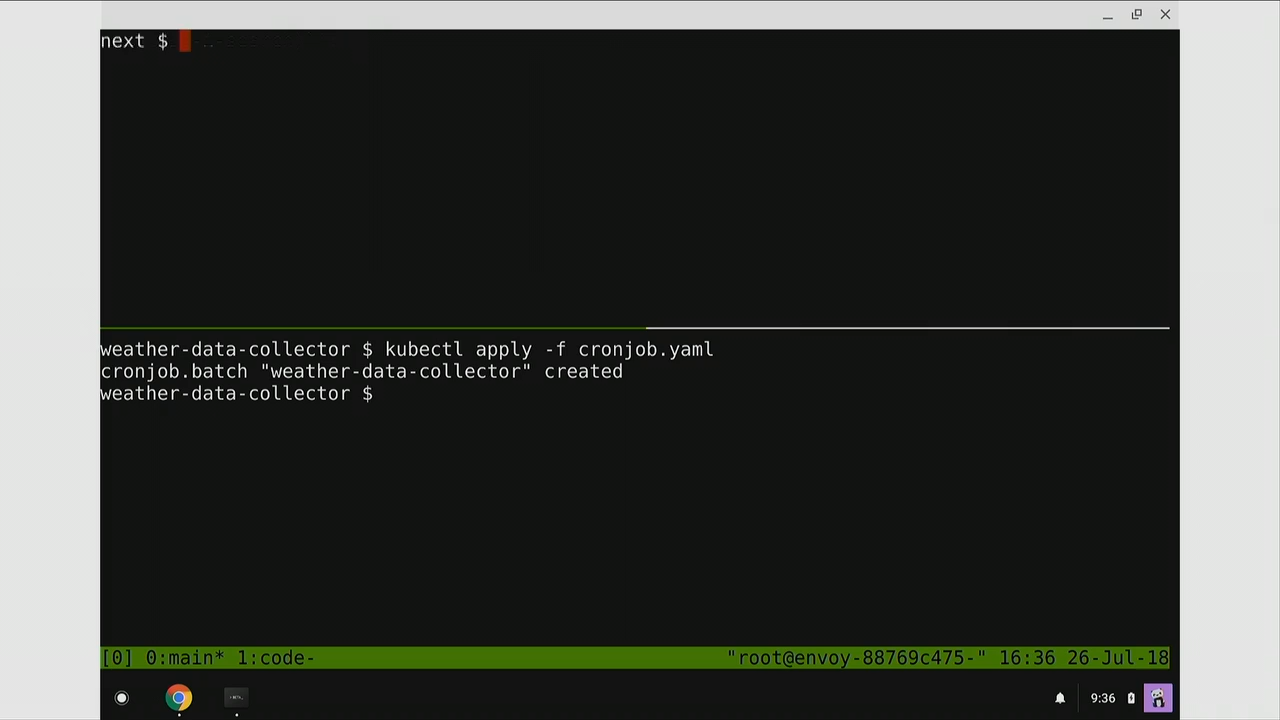 next $
weather-data-collector $ kubectl apply -f cronjob.yaml
cronjob.batch "weather-data-collector" created
weather-data-collector $
[0] 0:main* 1:code-
"root@envoy-88769c475-" 16:36 26-Jul-18
9:36